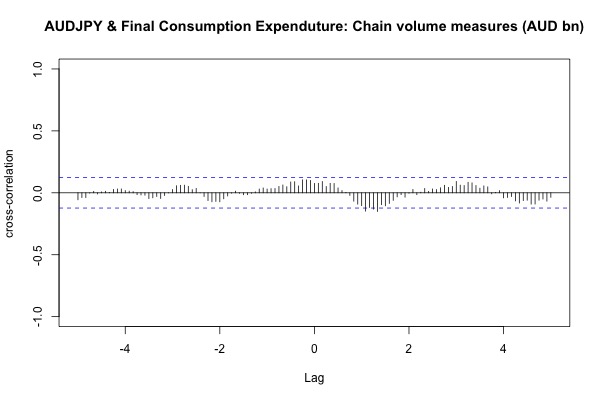 AUDJPY & Final Consumption Expenduture: Chain volume measures (AUD bn)
1.0
0.5
0.0
-0.5
-1.0
cross-correlation
-4 -2 0 2 4
Lag